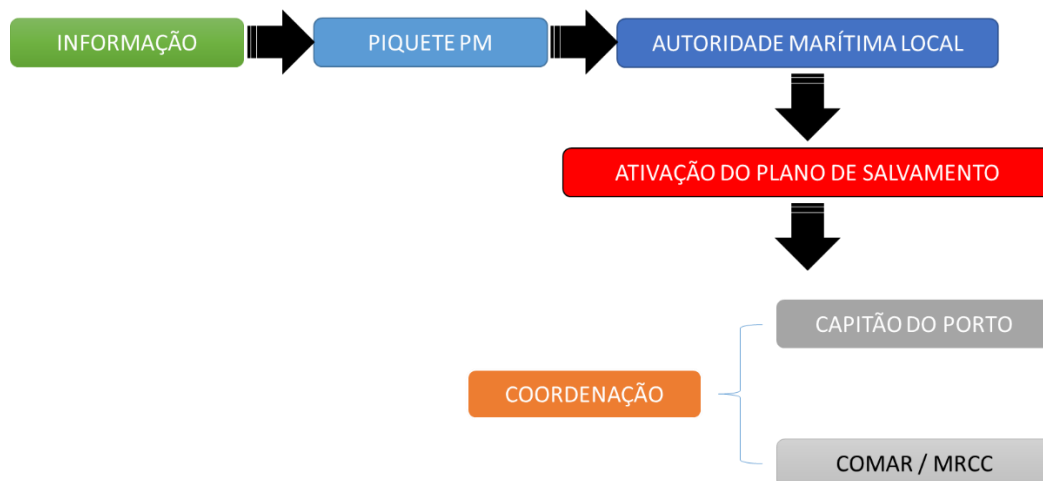 INFORMAÇÃO
PIQUETE PM
AUTORIDADE MARÍTIMA LOCAL
ATIVAÇÃO DO PLANO DE SALVAMENTO
CAPITÃO DO PORTO
COORDENAÇÃO
COMAR / MRCC